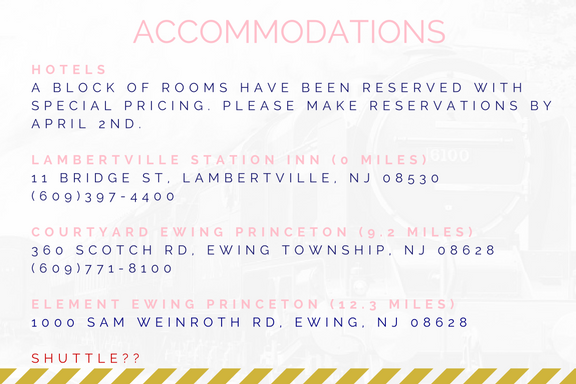 ACCOMMODATIONS
HOTELS
A BLOCK OF ROOMS HAVE BEEN RESERVED WITH
SPECIAL PRICING. PLEASE MAKE RESERVATIONS BY
APRIL 2ND.
LAMBERTVILLE STATION INN (0 MILES)
11 BRIDGE ST, LAMBERTVILLE, NJ 08530
(609)397-4400
COURTYARD EWING PRINCETON (9.2 MILES)
360 SCOTCH RD, EWING TOWNSHIP, NJ 08628
(609)771-8100
ELEMENT EWING PRINCETON (12.3 MILES)
1000 SAM WEINROTH RD, EWING, NJ 08628
SHUTTLE??